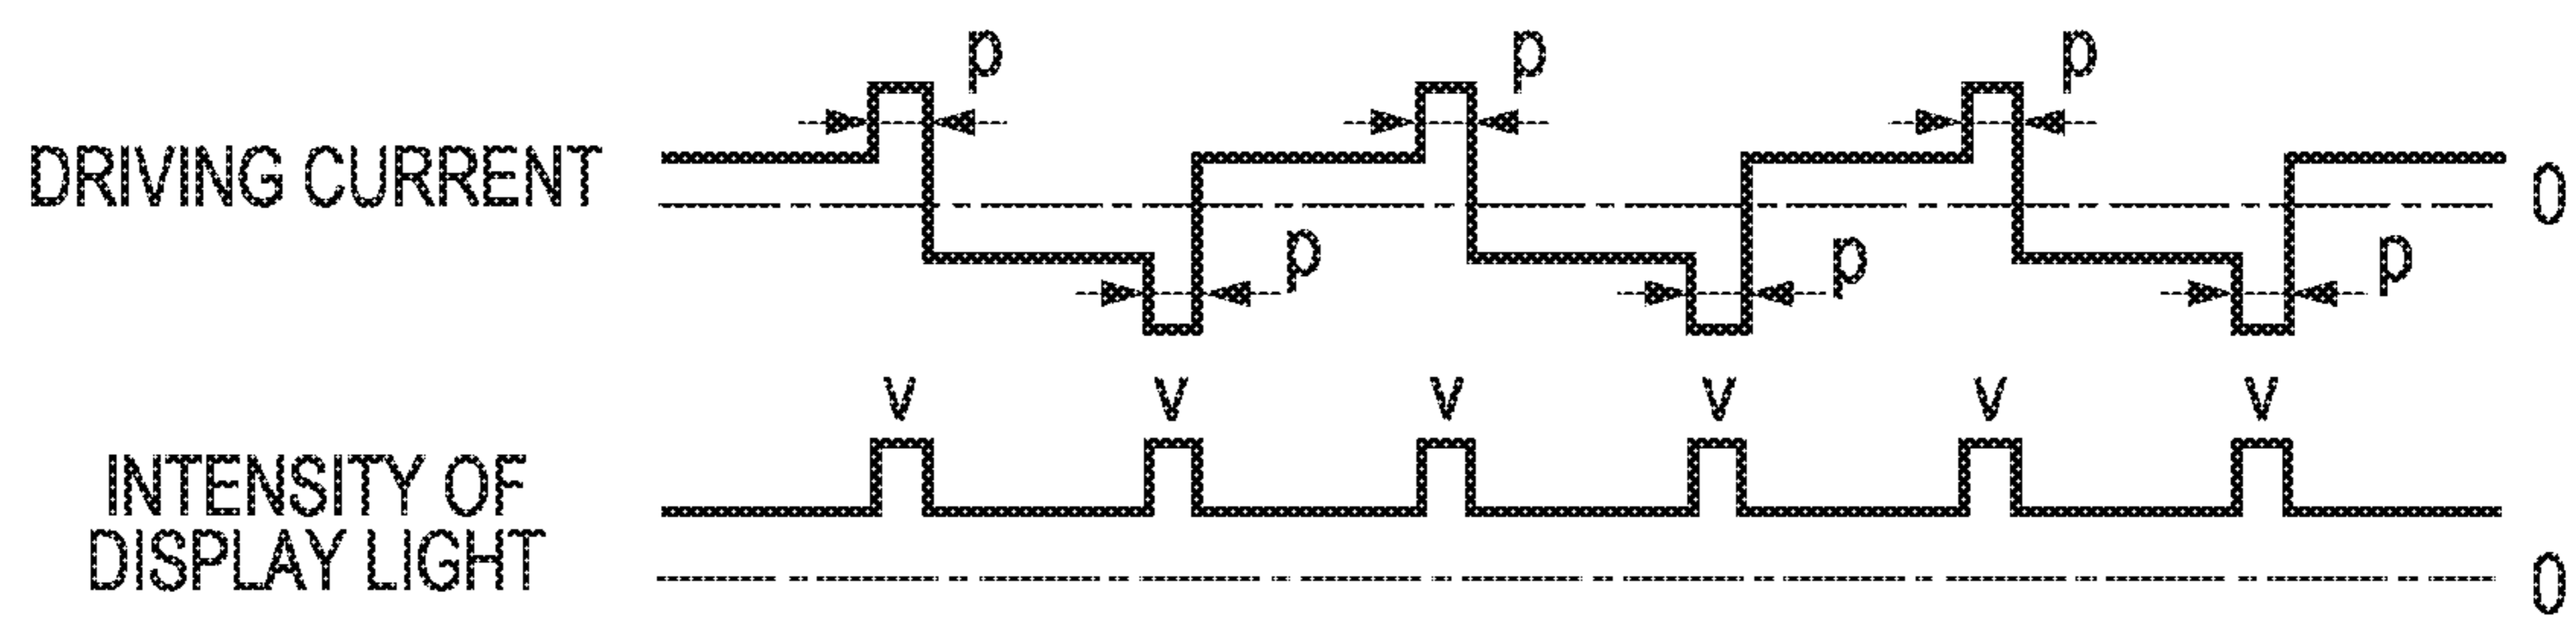 p p p
DRIVING CURRENT
0
p p p
v v v v v v
INTENSITY OF
DISPLAY LIGHT
0